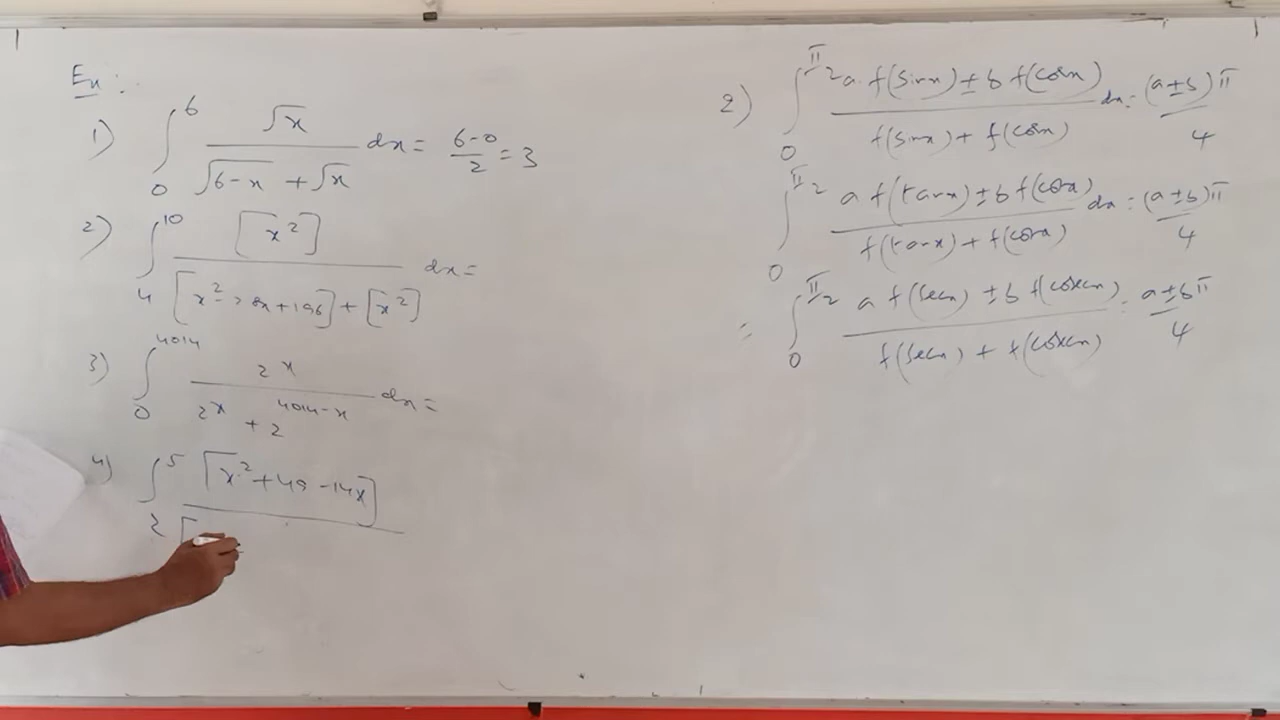 Ex:
1) ∫₀⁶ √x / (√6-x + √x) dx = 6-0/2 = 3
2) ∫₄¹⁰ [x²] / ([x²-28x+196] + [x²]) dx =
3) ∫₀⁴⁰¹⁴ 2ˣ / (2ˣ + 2⁴⁰¹⁴⁻ˣ) dx =
4) ∫₂⁵ [x²+49-14x] / [
2) ∫₀^π/2 a f(sinx) ± b f(cosx) / f(sinx) + f(cosx) dx = (a±b)π/4
∫₀^π/2 a f(tanx) ± b f(cotx) / f(tanx) + f(cotx) dx = (a±b)π/4
= ∫₀^π/2 a f(secx) ± b f(cosecx) / f(secx) + f(cosecx) = a±b π/4